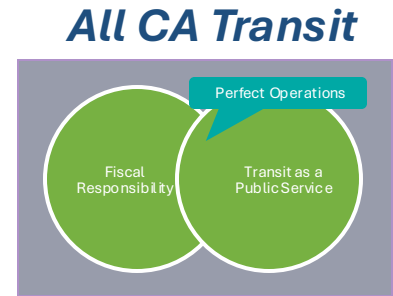 All CA Transit
Perfect Operations
Fiscal
Responsibility
Transit as a
Public Service